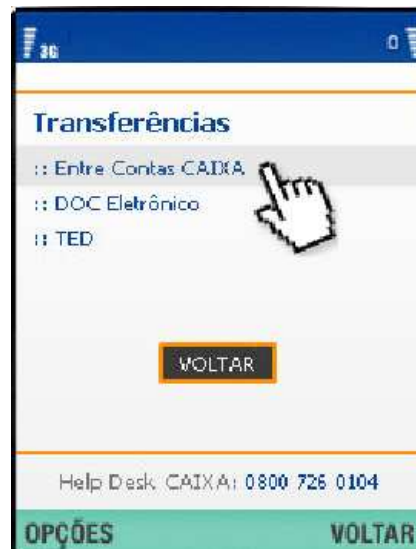 3G
Transferências
:: Entre Contas CAIXA
:: DOC Eletrônico
:: TED
VOLTAR
Help Desk CAIXA: 0800 726 0104
OPÇÕES VOLTAR